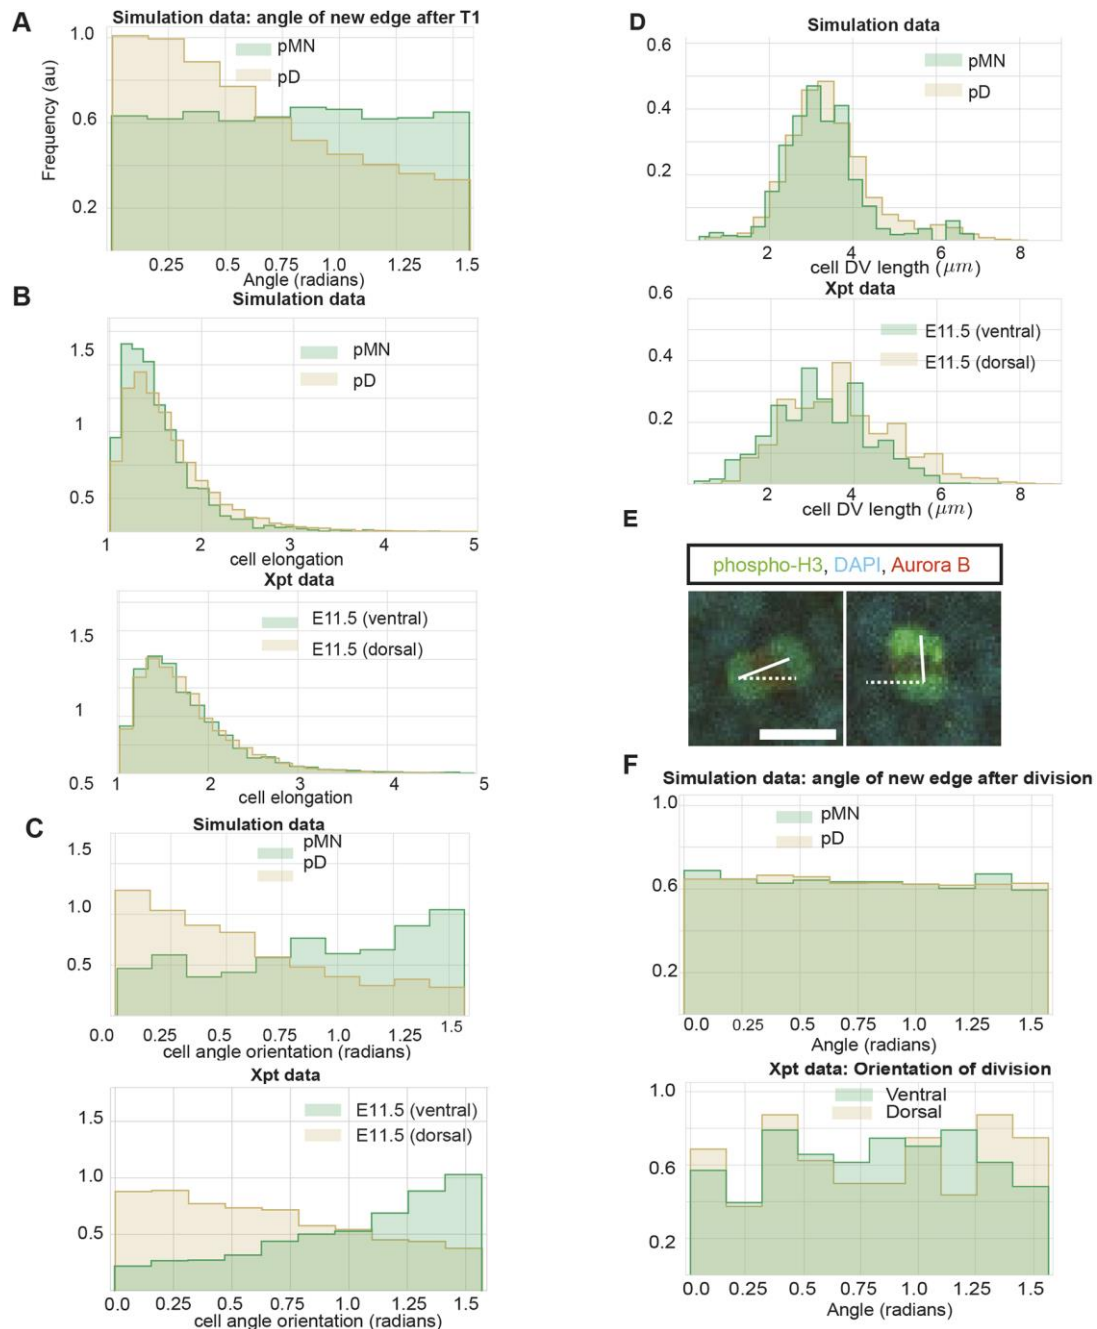 A
Simulation data: angle of new edge after T1
Frequency (au)
1.0
0.6
0.2
pMN
pD
0.25 0.5 0.75 1.0 1.25 1.5
Angle (radians)
B
Simulation data
1.5
1
0.5
pMN
pD
1 2 3 4 5
cell elongation
Xpt data
1.5
1
0.5
E11.5 (ventral)
E11.5 (dorsal)
1 2 3 4 5
cell elongation
C
Simulation data
1.5
1.0
0.5
pMN
pD
0.0 0.25 0.5 0.75 1.0 1.25 1.5
cell angle orientation (radians)
Xpt data
1.5
1.0
0.5
E11.5 (ventral)
E11.5 (dorsal)
0.0 0.25 0.5 0.75 1.0 1.25 1.5
cell angle orientation (radians)
D
Simulation data
0.6
0.4
0.2
pMN
pD
2 4 6 8
cell DV length (μm)
Xpt data
0.6
0.4
0.2
E11.5 (ventral)
E11.5 (dorsal)
2 4 6 8
cell DV length (μm)
E
phospho-H3, DAPI, Aurora B
F
Simulation data: angle of new edge after division
1.0
0.6
0.2
pMN
pD
0.0 0.25 0.5 0.75 1.0 1.25 1.5
Angle (radians)
Xpt data: Orientation of division
1.0
0.6
0.2
Ventral
Dorsal
0.0 0.25 0.5 0.75 1.0 1.25 1.5
Angle (radians)